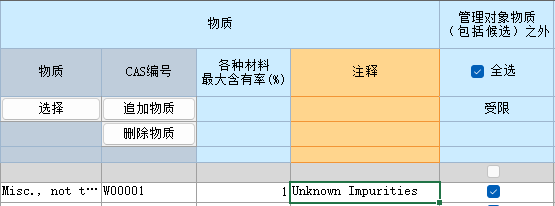 物质
管理对象物质
（包括候选）之外
物质
CAS编号
各种材料
最大含有率(%)
注释
全选
选择
追加物质
受限
删除物质
Misc., not t…
W00001
1
Unknown Impurities